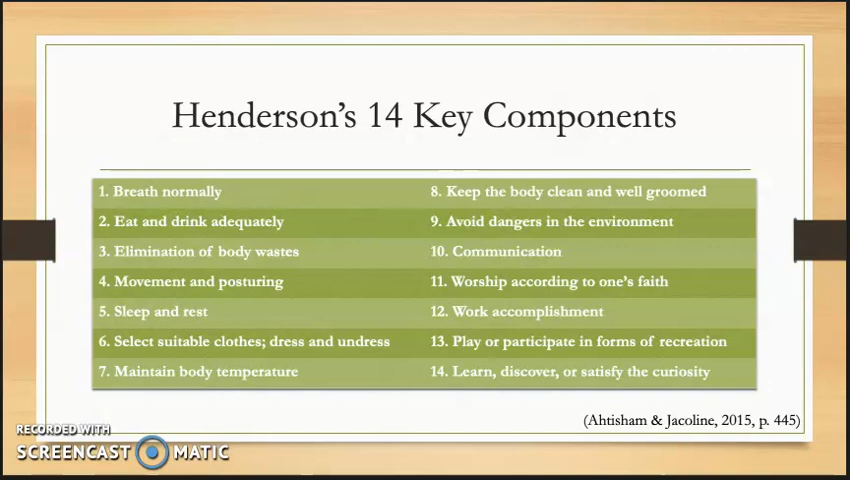 Henderson's 14 Key Components
1. Breath normally
2. Eat and drink adequately
3. Elimination of body wastes
4. Movement and posturing
5. Sleep and rest
6. Select suitable clothes; dress and undress
7. Maintain body temperature
8. Keep the body clean and well groomed
9. Avoid dangers in the environment
10. Communication
11. Worship according to one's faith
12. Work accomplishment
13. Play or participate in forms of recreation
14. Learn, discover, or satisfy the curiosity
(Ahtisham & Jacoline, 2015, p. 445)
RECORDED WITH
SCREENCAST MATIC